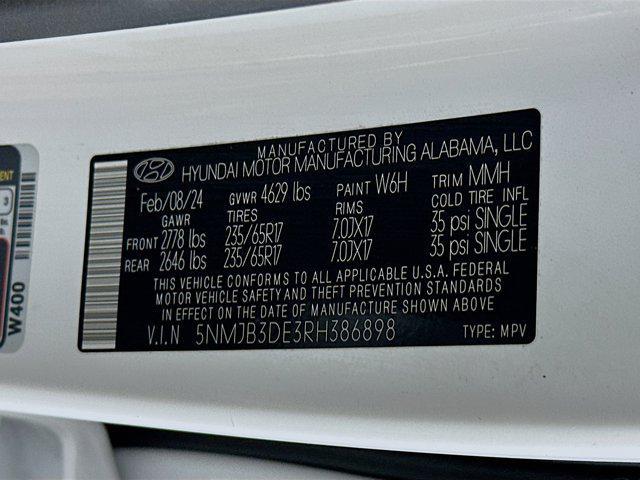 MANUFACTURED BY
HYUNDAI MOTOR MANUFACTURING ALABAMA, LLC
Feb/08/24 GVWR 4629 lbs PAINT W6H TRIM MMH
GAWR TIRES RIMS COLD TIRE INFL
FRONT 2778 lbs 235/65R17 7.0JX17 35 psi SINGLE
REAR 2646 lbs 235/65R17 7.0JX17 35 psi SINGLE
THIS VEHICLE CONFORMS TO ALL APPLICABLE U.S.A. FEDERAL
MOTOR VEHICLE SAFETY AND THEFT PREVENTION STANDARDS
IN EFFECT ON THE DATE OF MANUFACTURE SHOWN ABOVE.
V.I.N 5NMJB3DE3RH386898 TYPE: MPV
W400